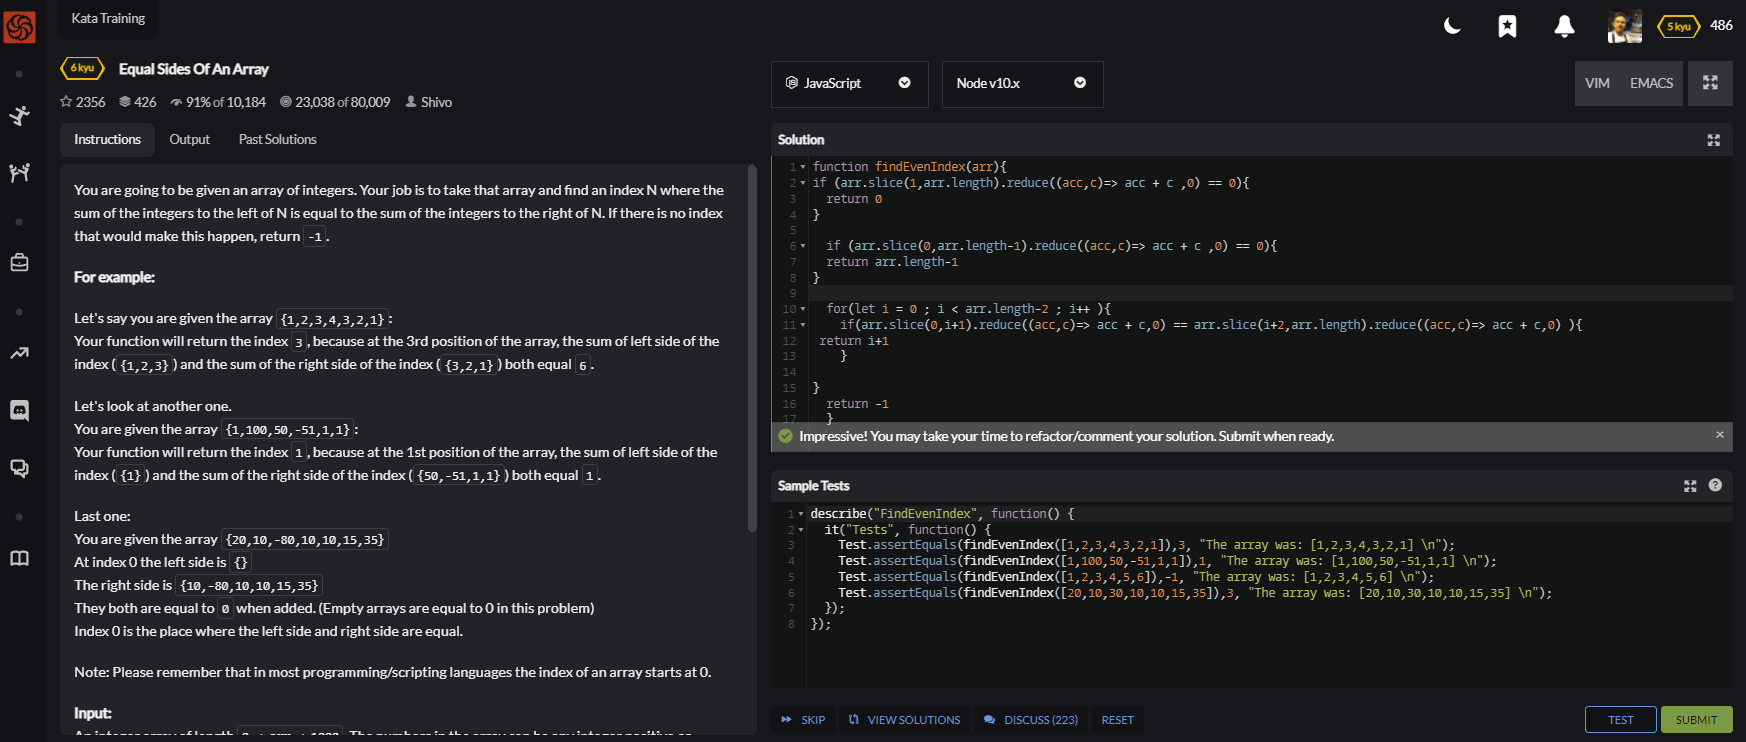 Kata Training
5 kyu 486
6 kyu Equal Sides Of An Array
2356 426 91% of 10,184 23,038 of 80,009 Shivo
Instructions Output Past Solutions
You are going to be given an array of integers. Your job is to take that array and find an index N where the
sum of the integers to the left of N is equal to the sum of the integers to the right of N. If there is no index
that would make this happen, return -1.
For example:
Let's say you are given the array {1,2,3,4,3,2,1}:
Your function will return the index 3, because at the 3rd position of the array, the sum of left side of the
index ({1,2,3}) and the sum of the right side of the index ({3,2,1}) both equal 6.
Let's look at another one.
You are given the array {1,100,50,-51,1,1}:
Your function will return the index 1, because at the 1st position of the array, the sum of left side of the
index ({1}) and the sum of the right side of the index ({50,-51,1,1}) both equal 1.
Last one:
You are given the array {20,10,-80,10,10,15,35}
At index 0 the left side is {}
The right side is {10,-80,10,10,15,35}
They both are equal to 0 when added. (Empty arrays are equal to 0 in this problem)
Index 0 is the place where the left side and right side are equal.
Note: Please remember that in most programming/scripting languages the index of an array starts at 0.
Input:
An integer array of length 0 < arr < 1000. The numbers in the array can be any integer positive or
JavaScript Node v10.x VIM EMACS
Solution
1 function findEvenIndex(arr){
2 if (arr.slice(1,arr.length).reduce((acc,c)=> acc + c ,0) == 0){
3 return 0
4 }
5
6 if (arr.slice(0,arr.length-1).reduce((acc,c)=> acc + c ,0) == 0){
7 return arr.length-1
8 }
9
10 for(let i = 0 ; i < arr.length-2 ; i++ ){
11 if(arr.slice(0,i+1).reduce((acc,c)=> acc + c,0) == arr.slice(i+2,arr.length).reduce((acc,c)=> acc + c,0) ){
12 return i+1
13 }
14
15 }
16 return -1
17 }
Impressive! You may take your time to refactor/comment your solution. Submit when ready. ×
Sample Tests
1 describe("FindEvenIndex", function() {
2 it("Tests", function() {
3 Test.assertEquals(findEvenIndex([1,2,3,4,3,2,1]),3, "The array was: [1,2,3,4,3,2,1] \n");
4 Test.assertEquals(findEvenIndex([1,100,50,-51,1,1]),1, "The array was: [1,100,50,-51,1,1] \n");
5 Test.assertEquals(findEvenIndex([1,2,3,4,5,6]),-1, "The array was: [1,2,3,4,5,6] \n");
6 Test.assertEquals(findEvenIndex([20,10,30,10,10,15,35]),3, "The array was: [20,10,30,10,10,15,35] \n");
7 });
8 });
SKIP VIEW SOLUTIONS DISCUSS (223) RESET TEST SUBMIT